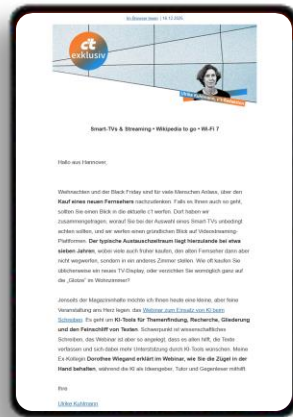 Im Browser lesen | 19.12.2025
c't
exklusiv
Ulrike Kuhlmann, c't-Redaktion
Smart-TVs & Streaming • Wikipedia to go • Wi-Fi 7
Hallo aus Hannover,
Weihnachten und der Black Friday sind für viele Menschen Anlass, über den
Kauf eines neuen Fernsehers nachzudenken. Falls es Ihnen auch so geht,
sollten Sie einen Blick in die aktuelle c't werfen. Dort haben wir
zusammengetragen, worauf Sie bei der Auswahl eines Smart-TVs unbedingt
achten sollten, und wir werfen einen gründlichen Blick auf Videostreaming-
Plattformen. Der typische Austauschzeitraum liegt hierzulande bei etwa
sieben Jahren, wobei viele auch früher kaufen, den alten Fernseher dann aber
nicht wegwerfen, sondern in ein anderes Zimmer stellen. Wie oft kaufen Sie
üblicherweise ein neues TV-Display, oder verzichten Sie womöglich ganz auf
die „Glotze“ im Wohnzimmer?
Jenseits der Magazininhalte möchte ich Ihnen heute eine kleine, aber feine
Veranstaltung ans Herz legen: das Webinar zum Einsatz von KI beim
Schreiben. Es geht um KI-Tools für Themenfindung, Recherche, Gliederung
und den Feinschliff von Texten. Schwerpunkt ist wissenschaftliches
Schreiben, das Webinar ist aber so angelegt, dass es allen hilft, die Texte
verfassen und sich dabei mehr Unterstützung durch KI-Tools wünschen. Meine
Ex-Kollegin Dorothee Wiegand erklärt im Webinar, wie Sie die Zügel in der
Hand behalten, während die KI als Ideengeber, Tutor und Gegenleser mithilft.
Ihre
Ulrike Kuhlmann